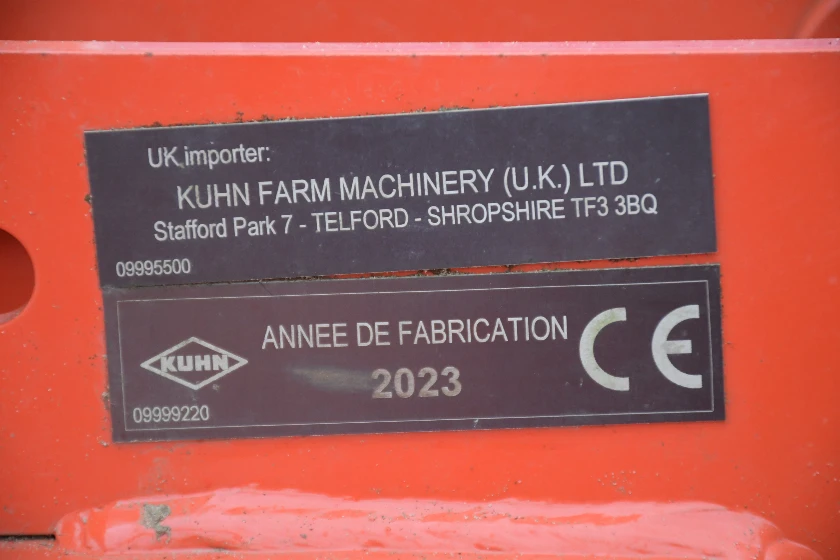 UK importer:
KUHN FARM MACHINERY (U.K.) LTD
Stafford Park 7 - TELFORD - SHROPSHIRE TF3 3BQ
09995500
ANNEE DE FABRICATION
KUHN
2023
CE
09999220